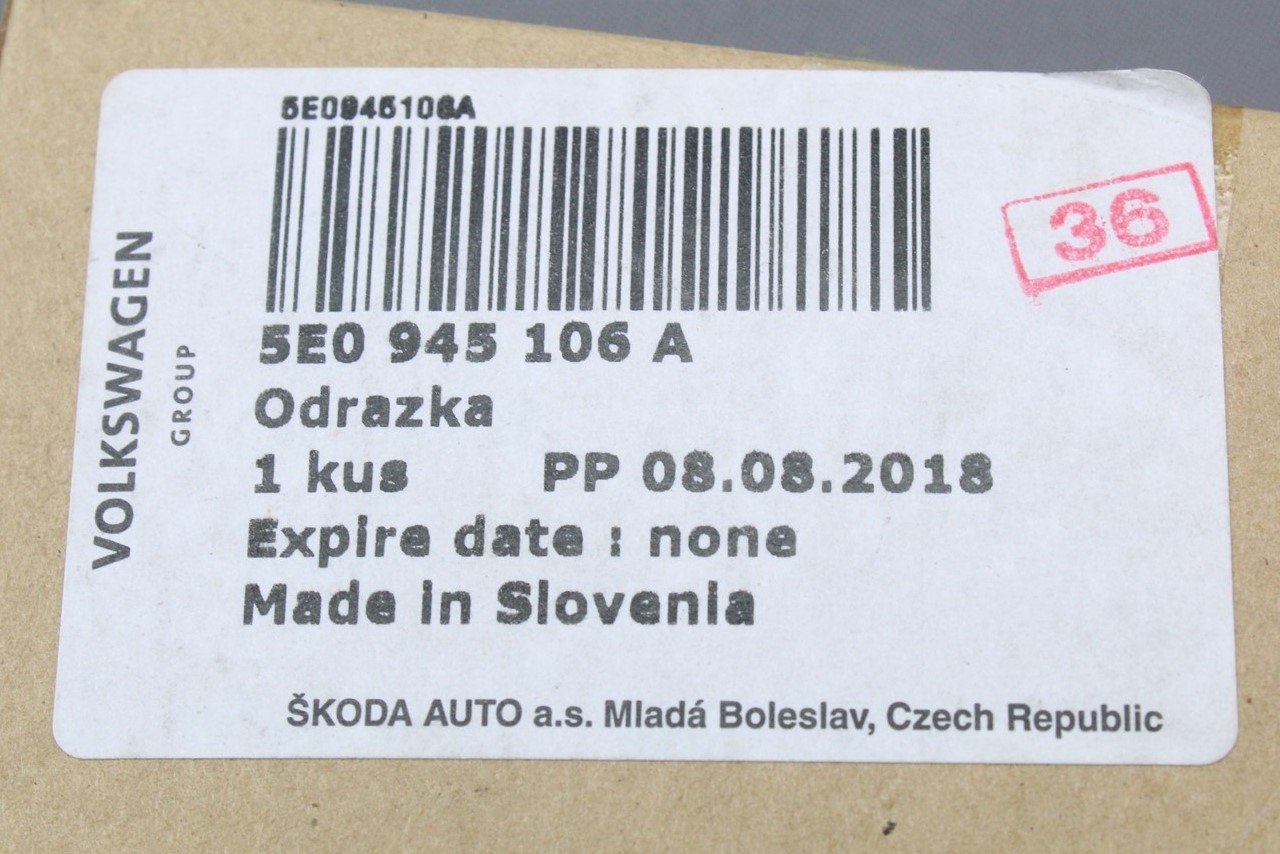 5E0945106A
5E0 945 106 A
Odrazka
1 kus PP 08.08.2018
Expire date : none
Made in Slovenia
ŠKODA AUTO a.s. Mladá Boleslav, Czech Republic
VOLKSWAGEN
GROUP
36